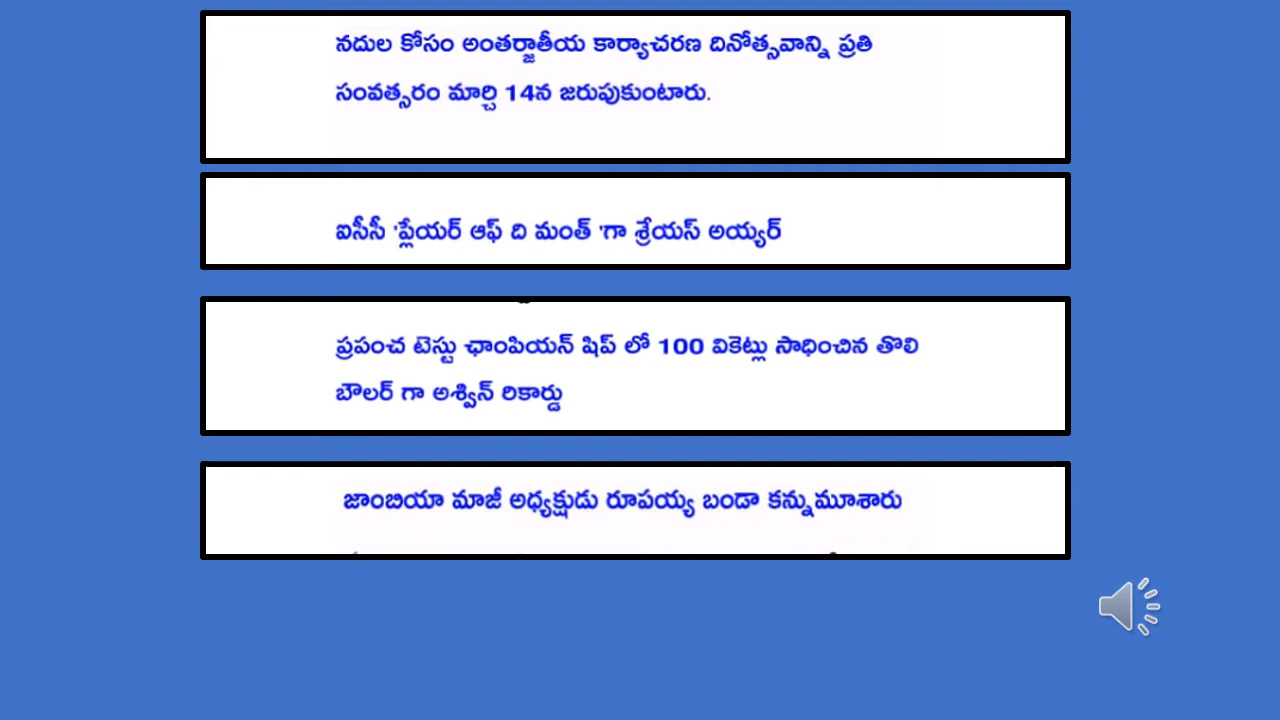 నదుల కోసం అంతర్జాతీయ కార్యాచరణ దినోత్సవాన్ని ప్రతి
సంవత్సరం మార్చి 14న జరుపుకుంటారు.
ఐసీసీ 'ప్లేయర్ ఆఫ్ ది మంత్ 'గా శ్రేయస్ అయ్యర్
ప్రపంచ టెస్టు ఛాంపియన్ షిప్ లో 100 వికెట్లు సాధించిన తొలి
బౌలర్ గా అశ్విన్ రికార్డు
జాంబియా మాజీ అధ్యక్షుడు రూపయ్య బండా కన్నుమూశారు